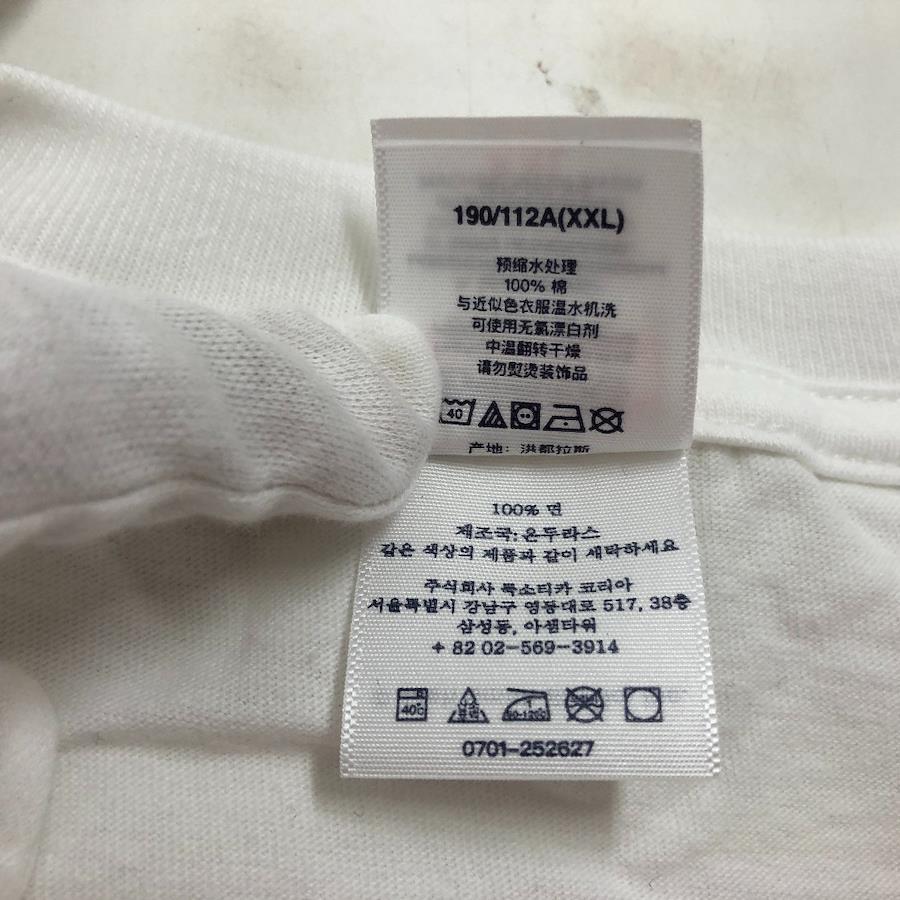 190/112A(XXL)
预缩水处理
100% 棉
与近似色衣服温水机洗
可使用无氯漂白剂
中温翻转干燥
请勿熨烫装饰品
40
产地: 洪都拉斯
100% 면
제조국: 온두라스
같은 색상의 제품과 같이 세탁하세요
주식회사 룩소티카 코리아
서울특별시 강남구 영동대로 517, 38층
삼성동, 아셈타워
+ 82 02-569-3914
40℃
0701-252627